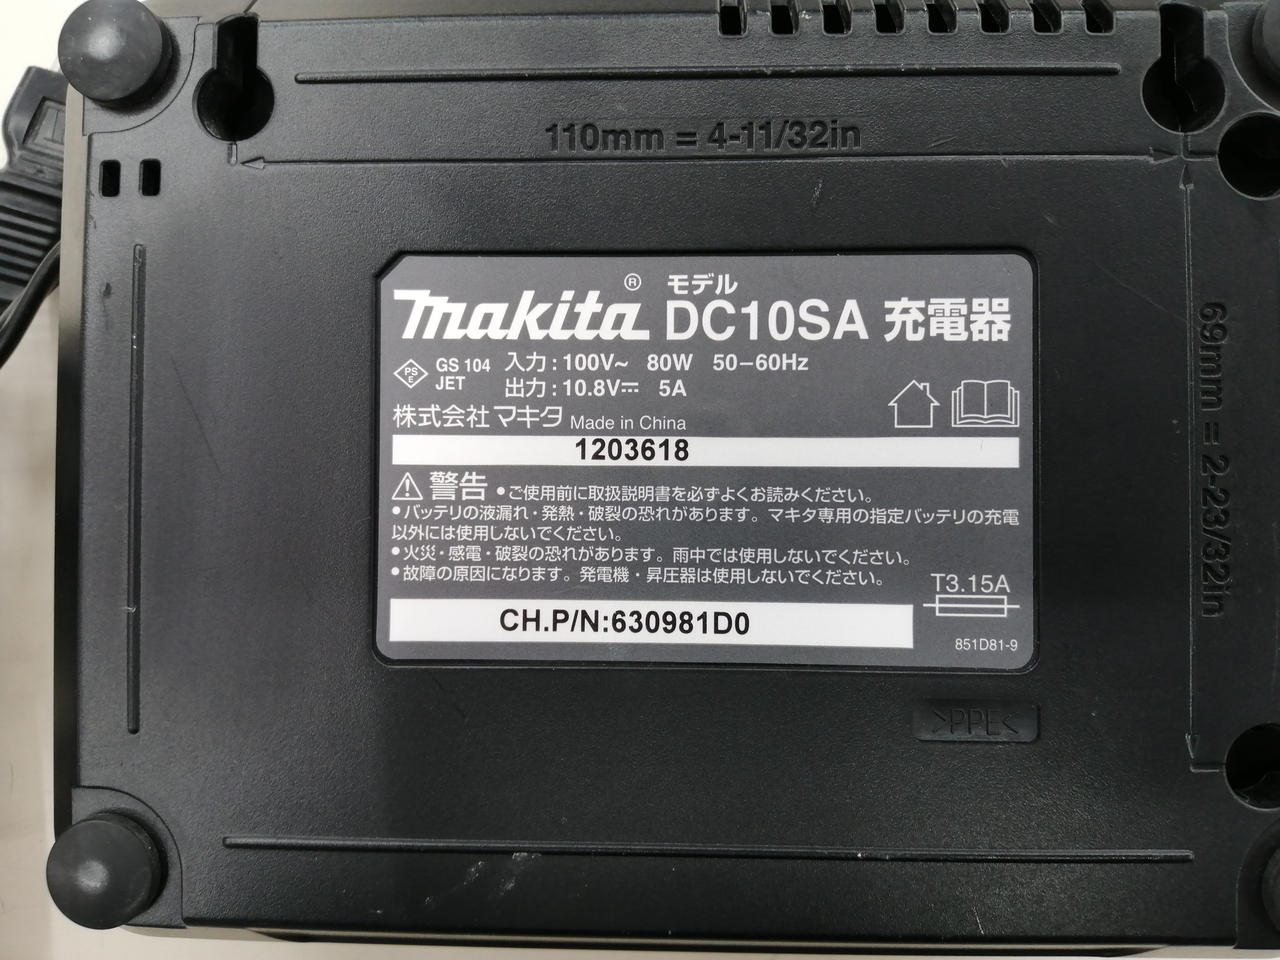 110mm = 4-11/32in
69mm = 2-23/32in
makita® モデル DC10SA 充電器
PSE GS 104 JET
入力：100V~ 80W 50–60Hz
出力：10.8V⎓ 5A
株式会社 マキタ Made in China
1203618
⚠警告 ●ご使用前に取扱説明書を必ずよくお読みください。
●バッテリの液漏れ・発熱・破裂の恐れがあります。マキタ専用の指定バッテリの充電
以外には使用しないでください。
●火災・感電・破裂の恐れがあります。雨中では使用しないでください。
●故障の原因になります。発電機・昇圧器は使用しないでください。
T3.15A
CH.P/N:630981D0
851D81-9
>PPE<